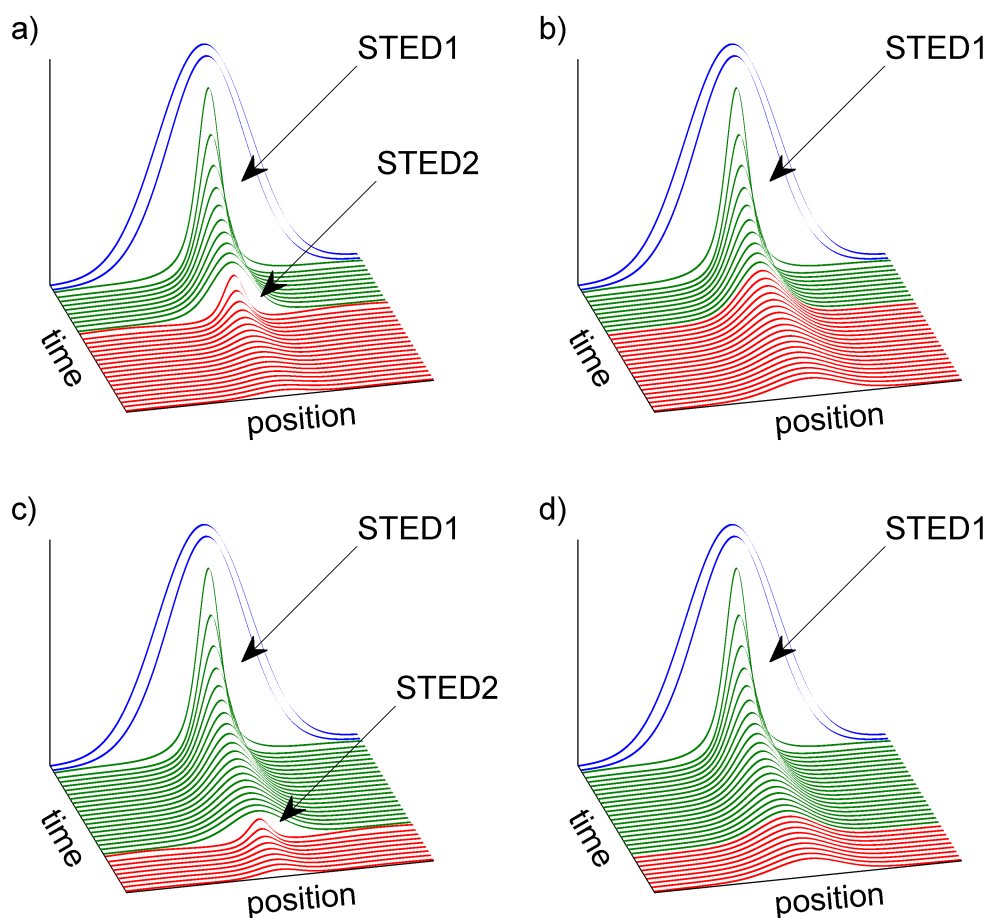 a)
STED1
STED2
time
position
b)
STED1
time
position
c)
STED1
STED2
time
position
d)
STED1
time
position